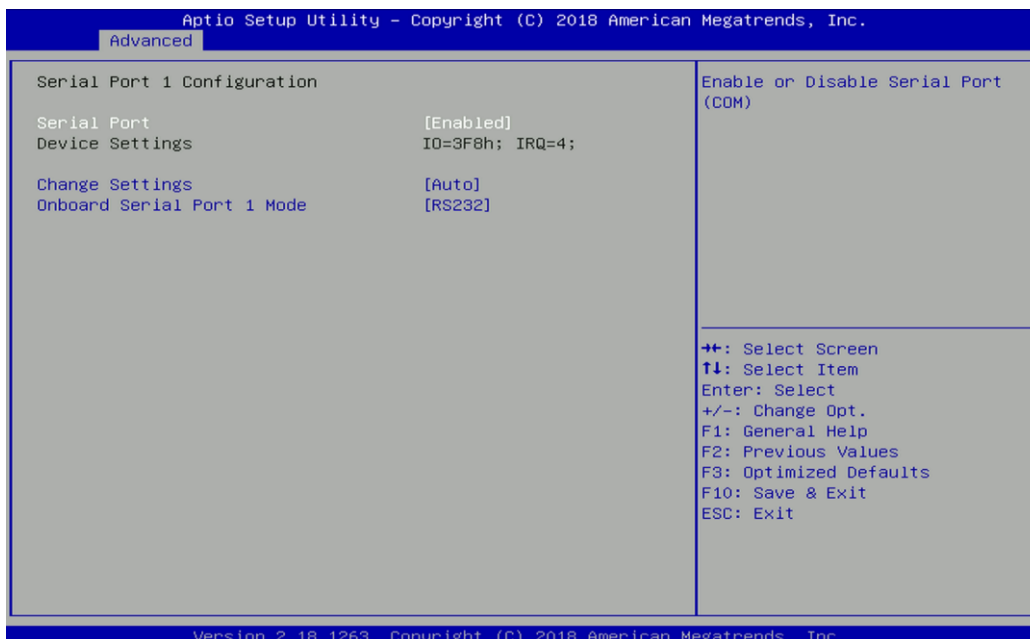 Aptio Setup Utility – Copyright (C) 2018 American Megatrends, Inc.
Advanced
Serial Port 1 Configuration
Serial Port [Enabled]
Device Settings IO=3F8h; IRQ=4;
Change Settings [Auto]
Onboard Serial Port 1 Mode [RS232]
Enable or Disable Serial Port
(COM)
→←: Select Screen
↑↓: Select Item
Enter: Select
+/-: Change Opt.
F1: General Help
F2: Previous Values
F3: Optimized Defaults
F10: Save & Exit
ESC: Exit
Version 2.18.1263. Copyright (C) 2018 American Megatrends, Inc.